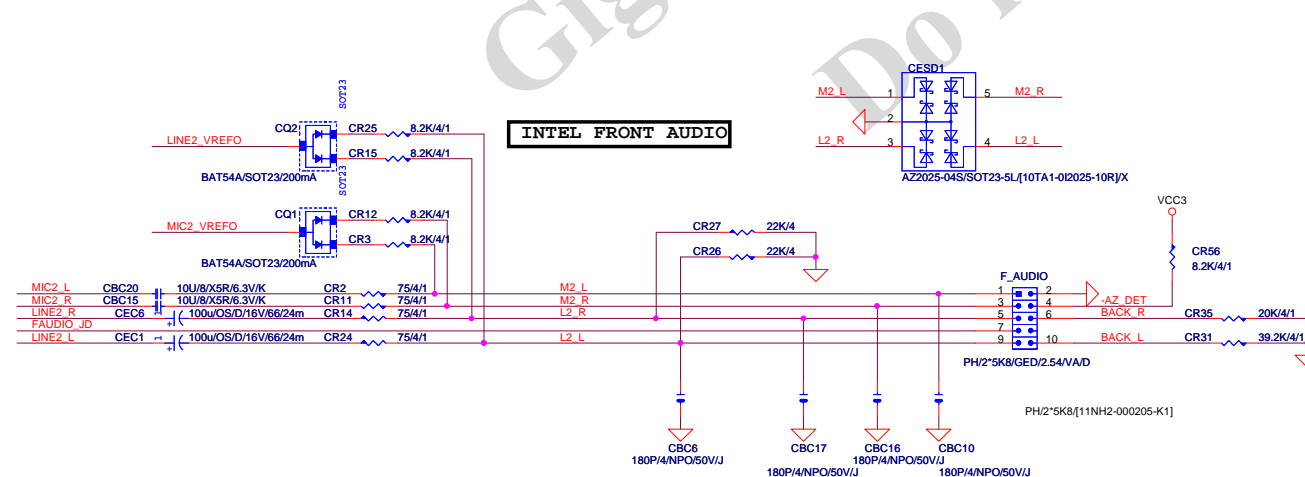 Gig
Do N
SOT23
CESD1
M2_L 1 5 M2_R
2
L2_R 3 4 L2_L
AZ2025-04S/SOT23-5L/[10TA1-0I2025-10R]/X
INTEL FRONT AUDIO
CQ2 CR25 8.2K/4/1
LINE2_VREFO
CR15 8.2K/4/1
BAT54A/SOT23/200mA
SOT23
CQ1 CR12 8.2K/4/1
MIC2_VREFO
CR3 8.2K/4/1
BAT54A/SOT23/200mA
CR27 22K/4
CR26 22K/4
VCC3
CR56
8.2K/4/1
F_AUDIO
MIC2_L CBC20 10U/8/X5R/6.3V/K CR2 75/4/1 M2_L 1 2
MIC2_R CBC15 10U/8/X5R/6.3V/K CR11 75/4/1 M2_R 3 4 -AZ_DET
LINE2_R CEC6 1 + 100u/OS/D/16V/66/24m CR14 75/4/1 L2_R 5 6 BACK_R CR35 20K/4/1
FAUDIO_JD 7
LINE2_L CEC1 1 + 100u/OS/D/16V/66/24m CR24 75/4/1 L2_L 9 10 BACK_L CR31 39.2K/4/1
PH/2*5K8/GED/2.54/VA/D
PH/2*5K8/[11NH2-000205-K1]
CBC6 CBC17 CBC16 CBC10
180P/4/NPO/50V/J 180P/4/NPO/50V/J
180P/4/NPO/50V/J 180P/4/NPO/50V/J